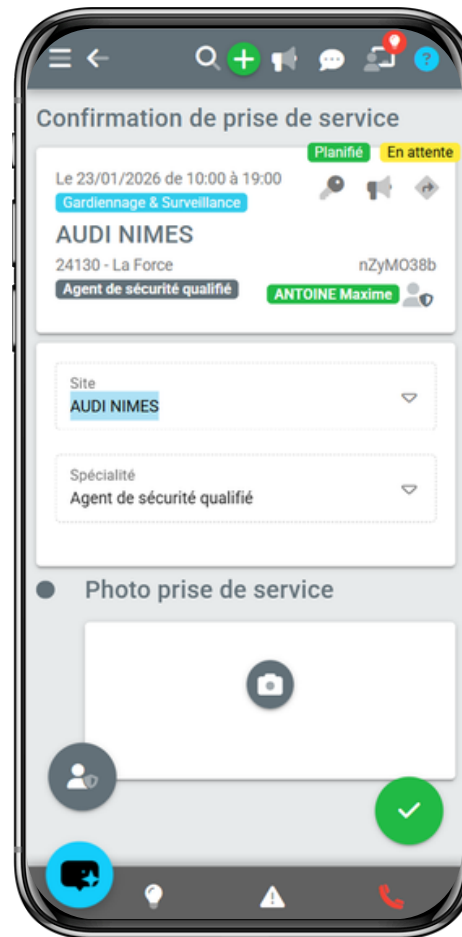 ?
Confirmation de prise de service
Planifié En attente
Le 23/01/2026 de 10:00 à 19:00
Gardiennage & Surveillance
AUDI NIMES
24130 - La Force nZyMO38b
Agent de sécurité qualifié ANTOINE Maxime
Site
AUDI NIMES
Spécialité
Agent de sécurité qualifié
Photo prise de service